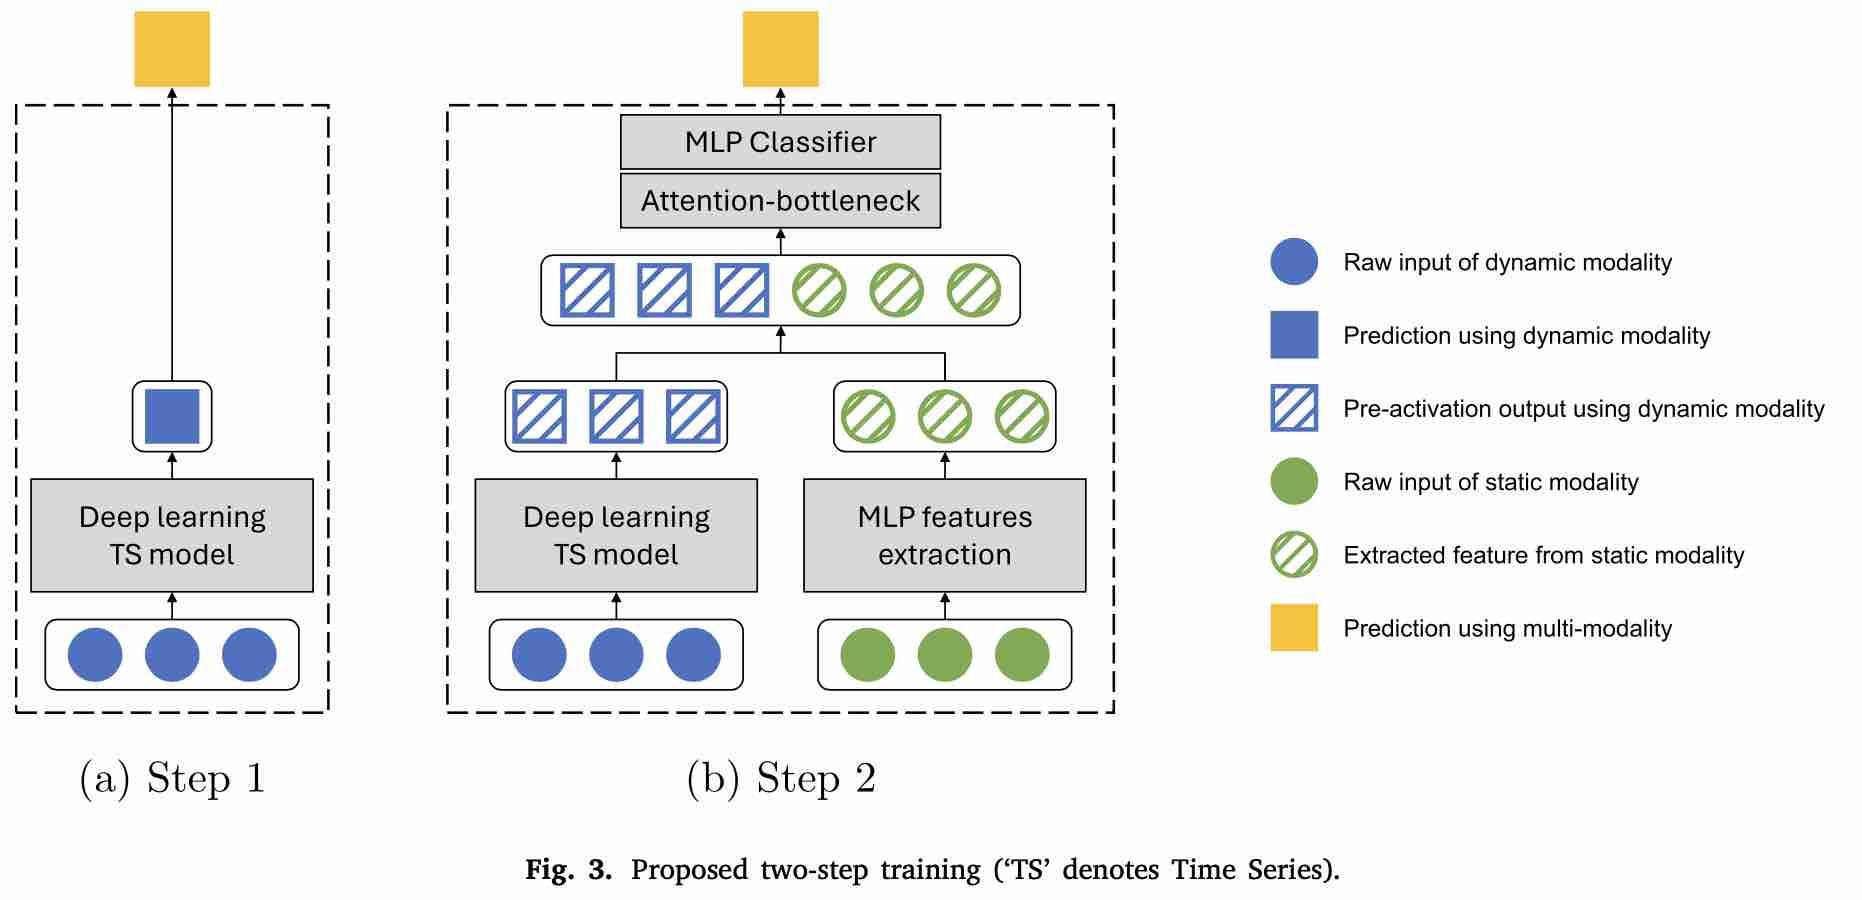 MLP Classifier
Attention-bottleneck
Deep learning
TS model
Deep learning
TS model
MLP features
extraction
(a) Step 1
(b) Step 2
Raw input of dynamic modality
Prediction using dynamic modality
Pre-activation output using dynamic modality
Raw input of static modality
Extracted feature from static modality
Prediction using multi-modality
Fig. 3. Proposed two-step training (‘TS’ denotes Time Series).